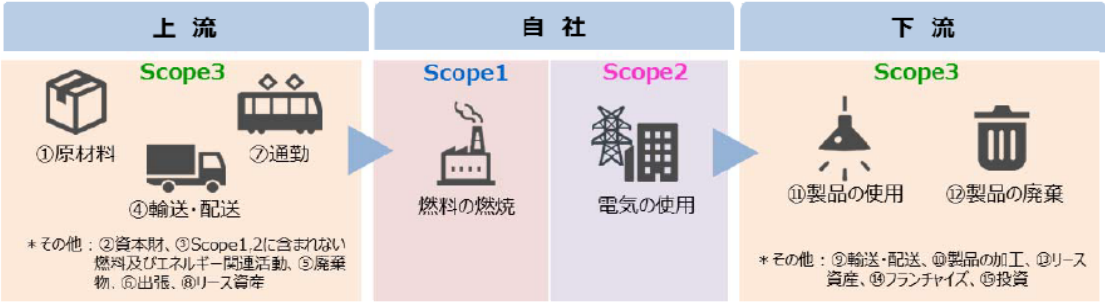 上流
自社
下流
Scope3
①原材料
⑦通勤
④輸送・配送
*その他：②資本財、③Scope1,2に含まれない
燃料及びエネルギー関連活動、⑤廃棄
物、⑥出張、⑧リース資産
Scope1
燃料の燃焼
Scope2
電気の使用
Scope3
⑪製品の使用
⑫製品の廃棄
*その他：⑨輸送・配送、⑩製品の加工、⑬リース
資産、⑭フランチャイズ、⑮投資